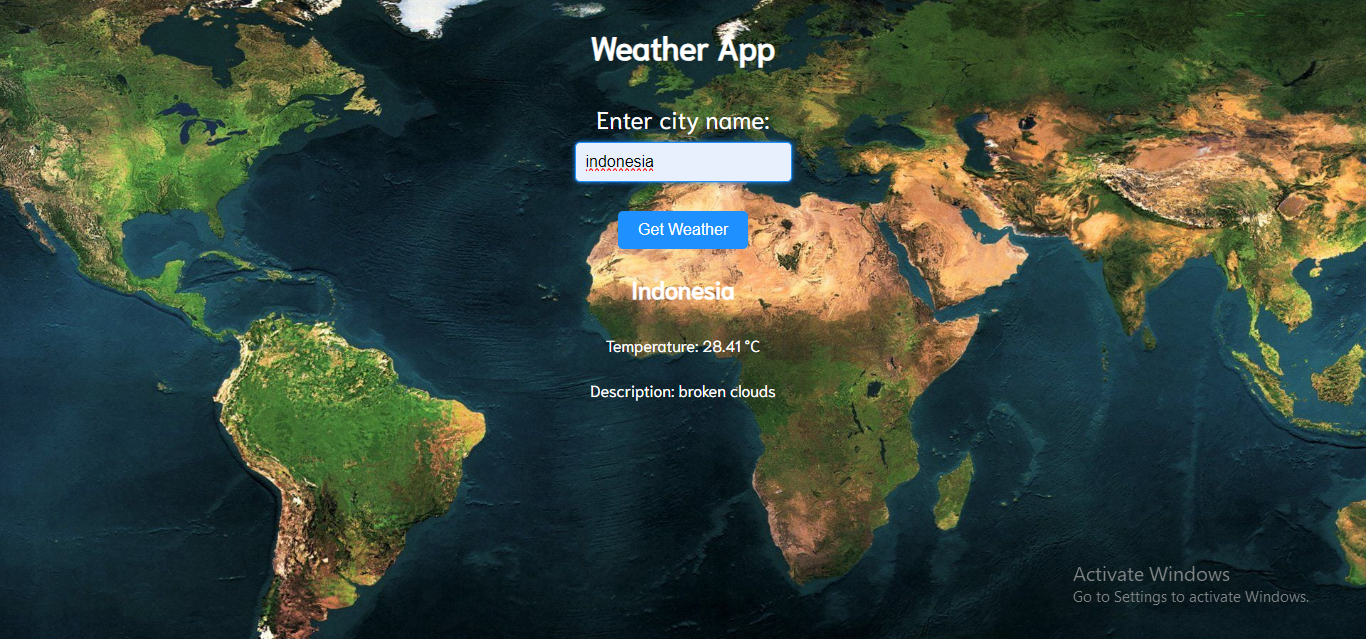 Weather App
Enter city name:
indonesia
Get Weather
Indonesia
Temperature: 28.41 °C
Description: broken clouds
Activate Windows
Go to Settings to activate Windows.